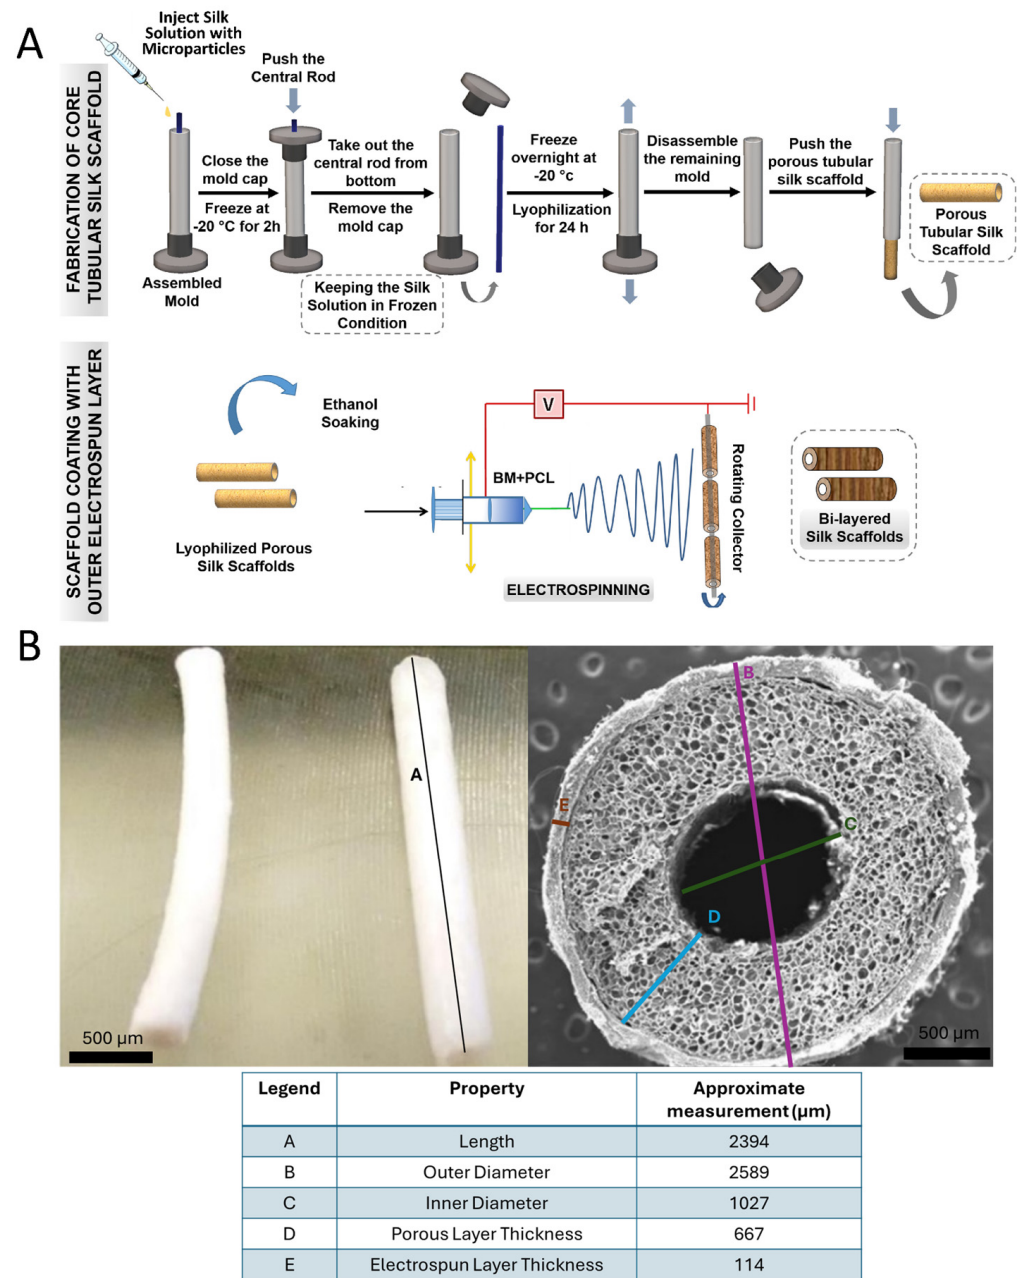 A
Inject Silk
Solution with
Microparticles
FABRICATION OF CORE
TUBULAR SILK SCAFFOLD
Push the
Central Rod
Close the
mold cap
Freeze at
-20 °C for 2h
Assembled
Mold
Take out the
central rod from
bottom
Remove the
mold cap
Keeping the Silk
Solution in Frozen
Condition
Freeze
overnight at
-20 °c
Lyophilization
for 24 h
Disassemble
the remaining
mold
Push the
porous tubular
silk scaffold
Porous
Tubular Silk
Scaffold
SCAFFOLD COATING WITH
OUTER ELECTROSPUN LAYER
Ethanol
Soaking
Lyophilized Porous
Silk Scaffolds
V
BM+PCL
ELECTROSPINNING
Rotating Collector
Bi-layered
Silk Scaffolds
B
A
500 µm
B
E
C
D
500 µm
Legend Property Approximate
measurement (µm)
A Length 2394
B Outer Diameter 2589
C Inner Diameter 1027
D Porous Layer Thickness 667
E Electrospun Layer Thickness 114